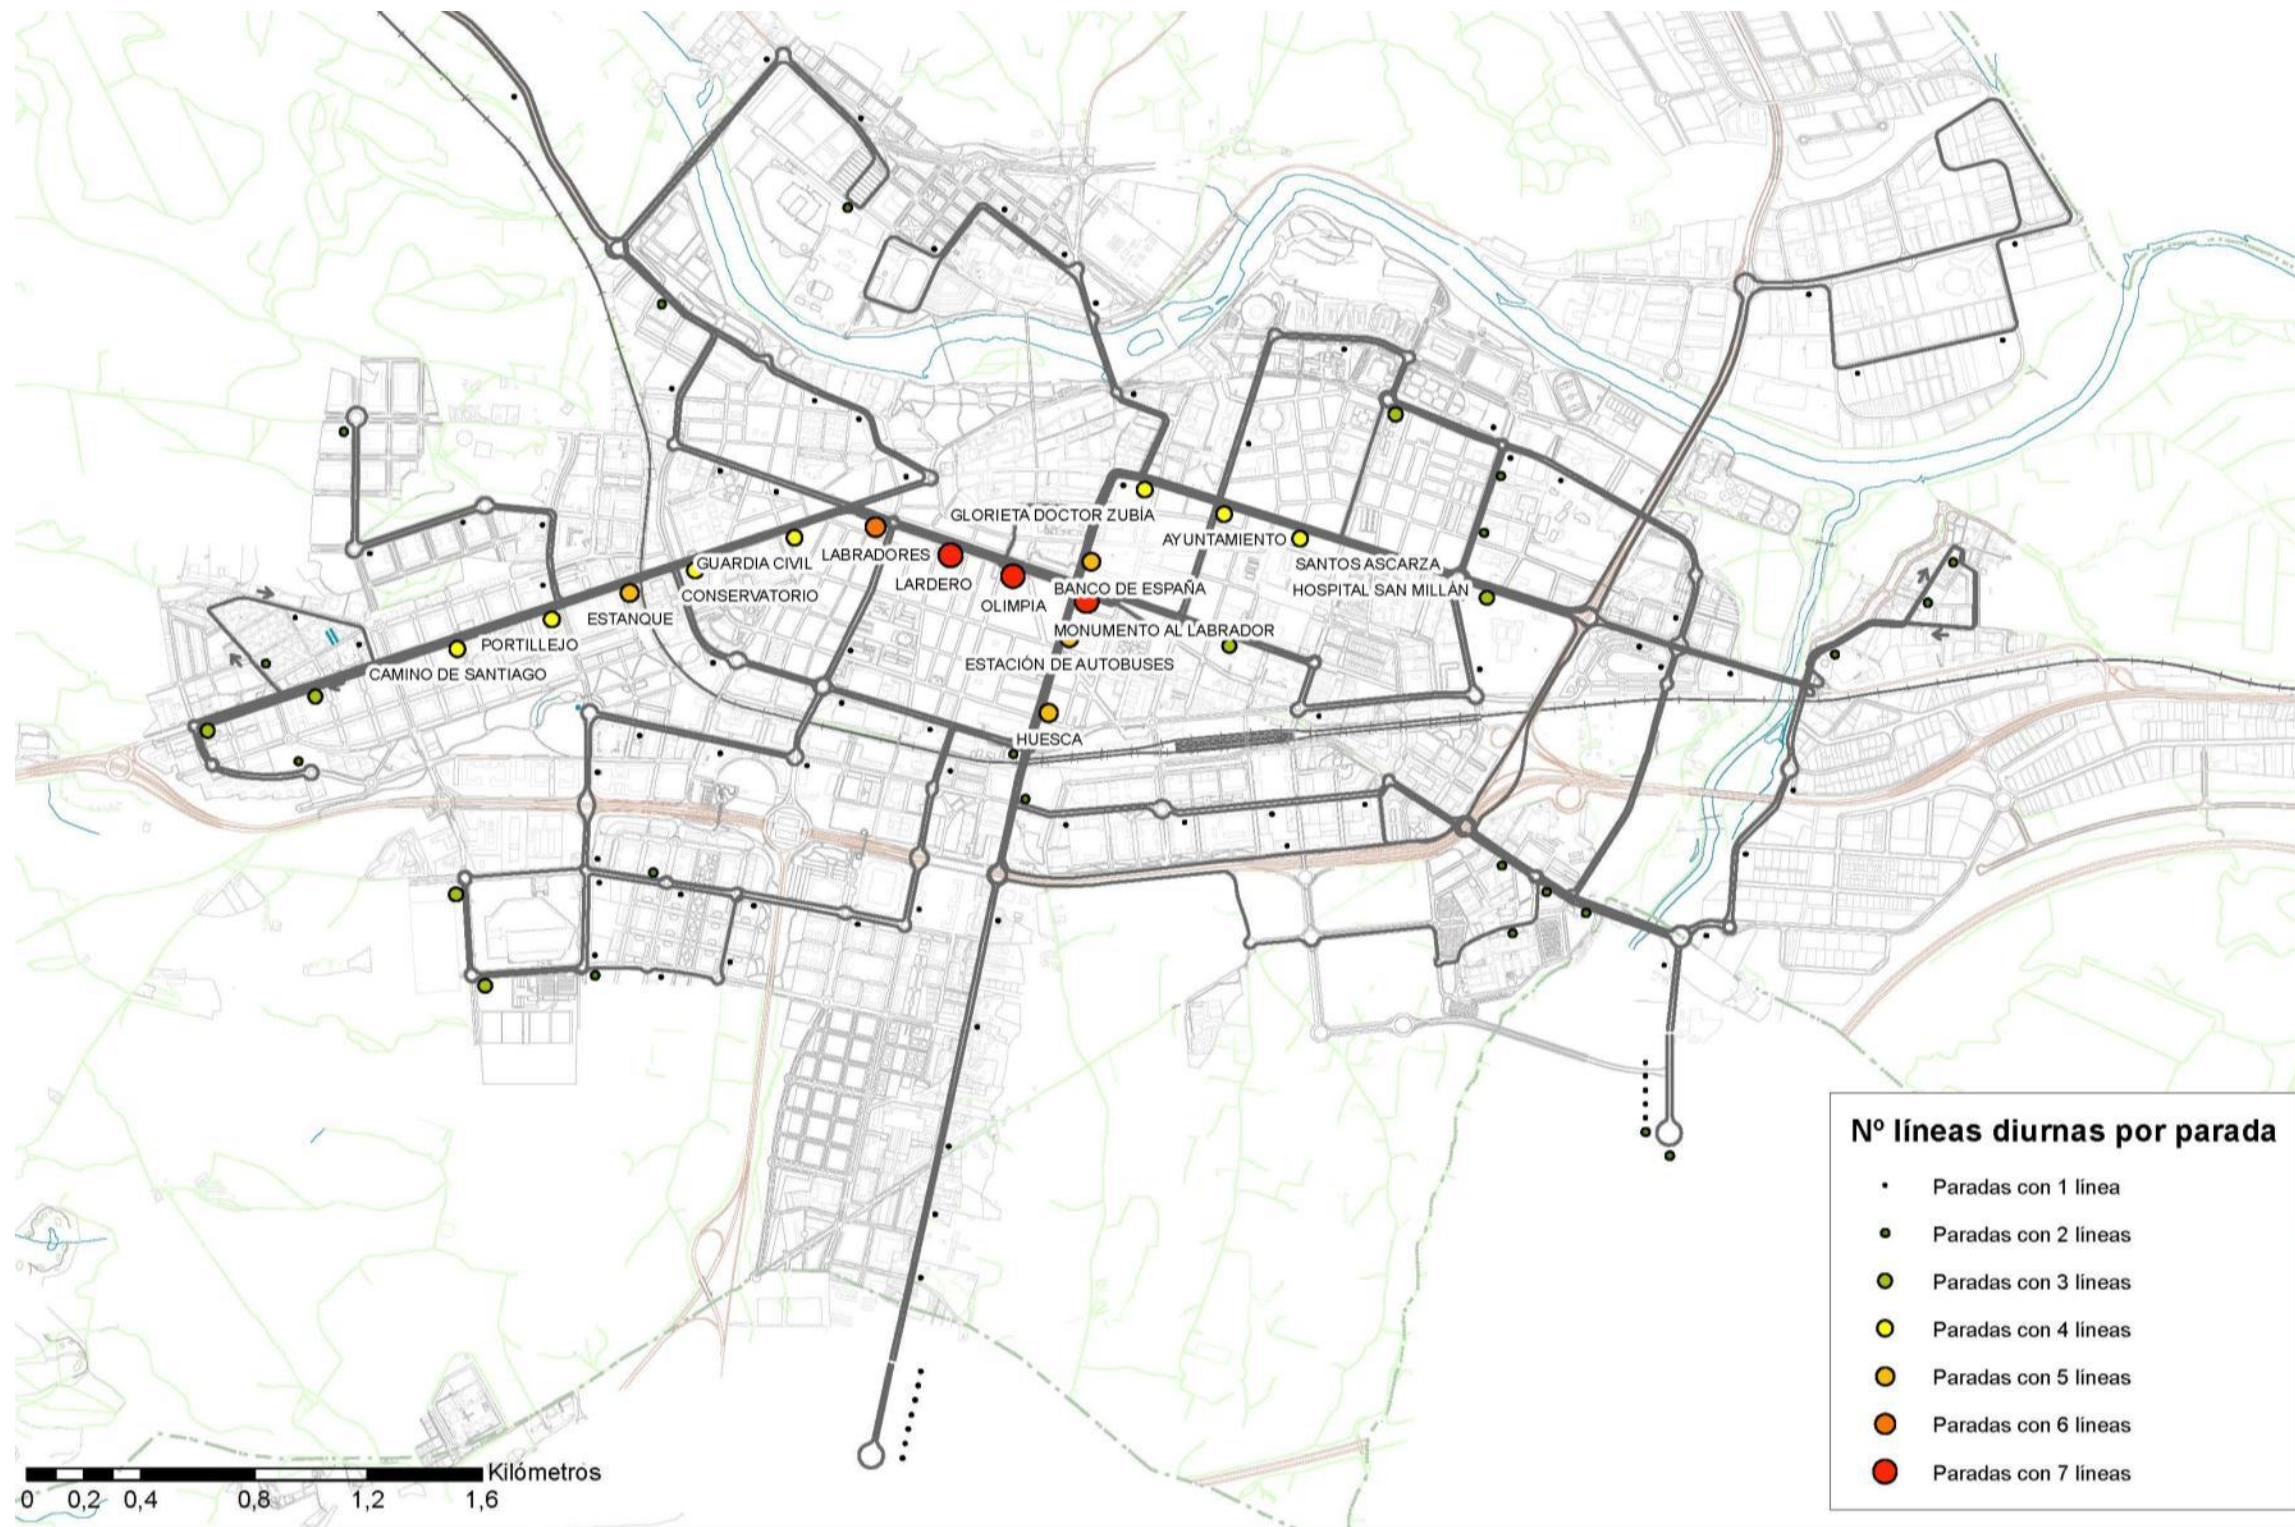 GLORIETA DOCTOR ZUBÍA
AYUNTAMIENTO
LABRADORES
GUARDIA CIVIL
SANTOS ASCARZA
LARDERO
BANCO DE ESPAÑA
HOSPITAL SAN MILLÁN
CONSERVATORIO
OLIMPIA
ESTANQUE
MONUMENTO AL LABRADOR
PORTILLEJO
ESTACIÓN DE AUTOBUSES
CAMINO DE SANTIAGO
HUESCA
Nº líneas diurnas por parada
Paradas con 1 línea
Paradas con 2 líneas
Paradas con 3 líneas
Paradas con 4 líneas
Paradas con 5 líneas
Paradas con 6 líneas
Paradas con 7 líneas
Kilómetros
0 0,2 0,4 0,8 1,2 1,6